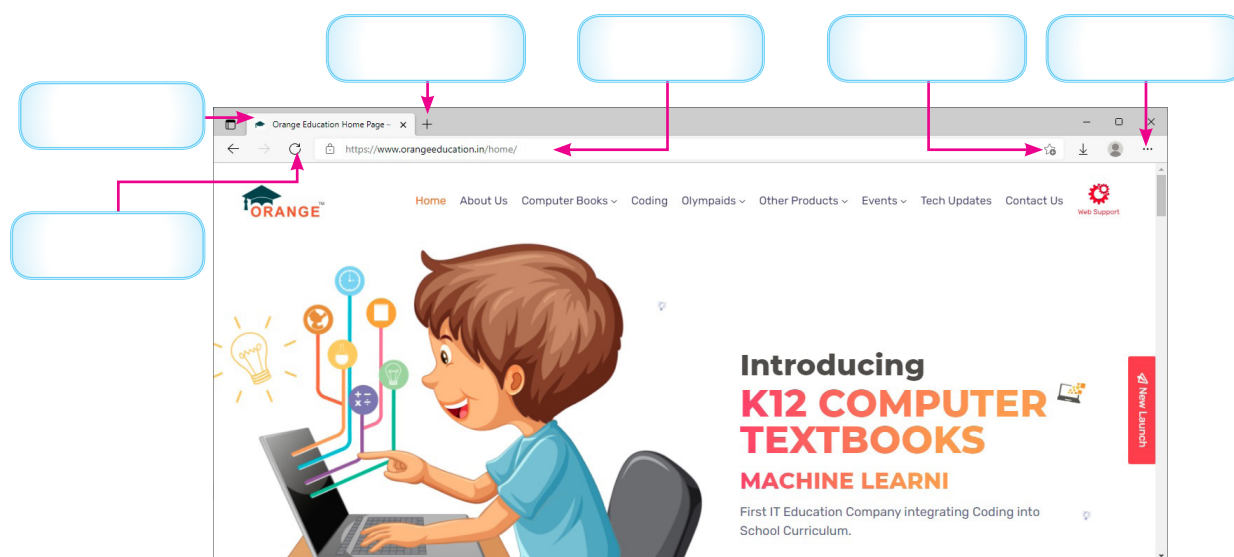 Orange Education Home Page –
https://www.orangeeducation.in/home/
ORANGE™
Home About Us Computer Books Coding Olympaids Other Products Events Tech Updates Contact Us
Web Support
Introducing
K12 COMPUTER
TEXTBOOKS
MACHINE LEARNI
First IT Education Company integrating Coding into
School Curriculum.
New Launch